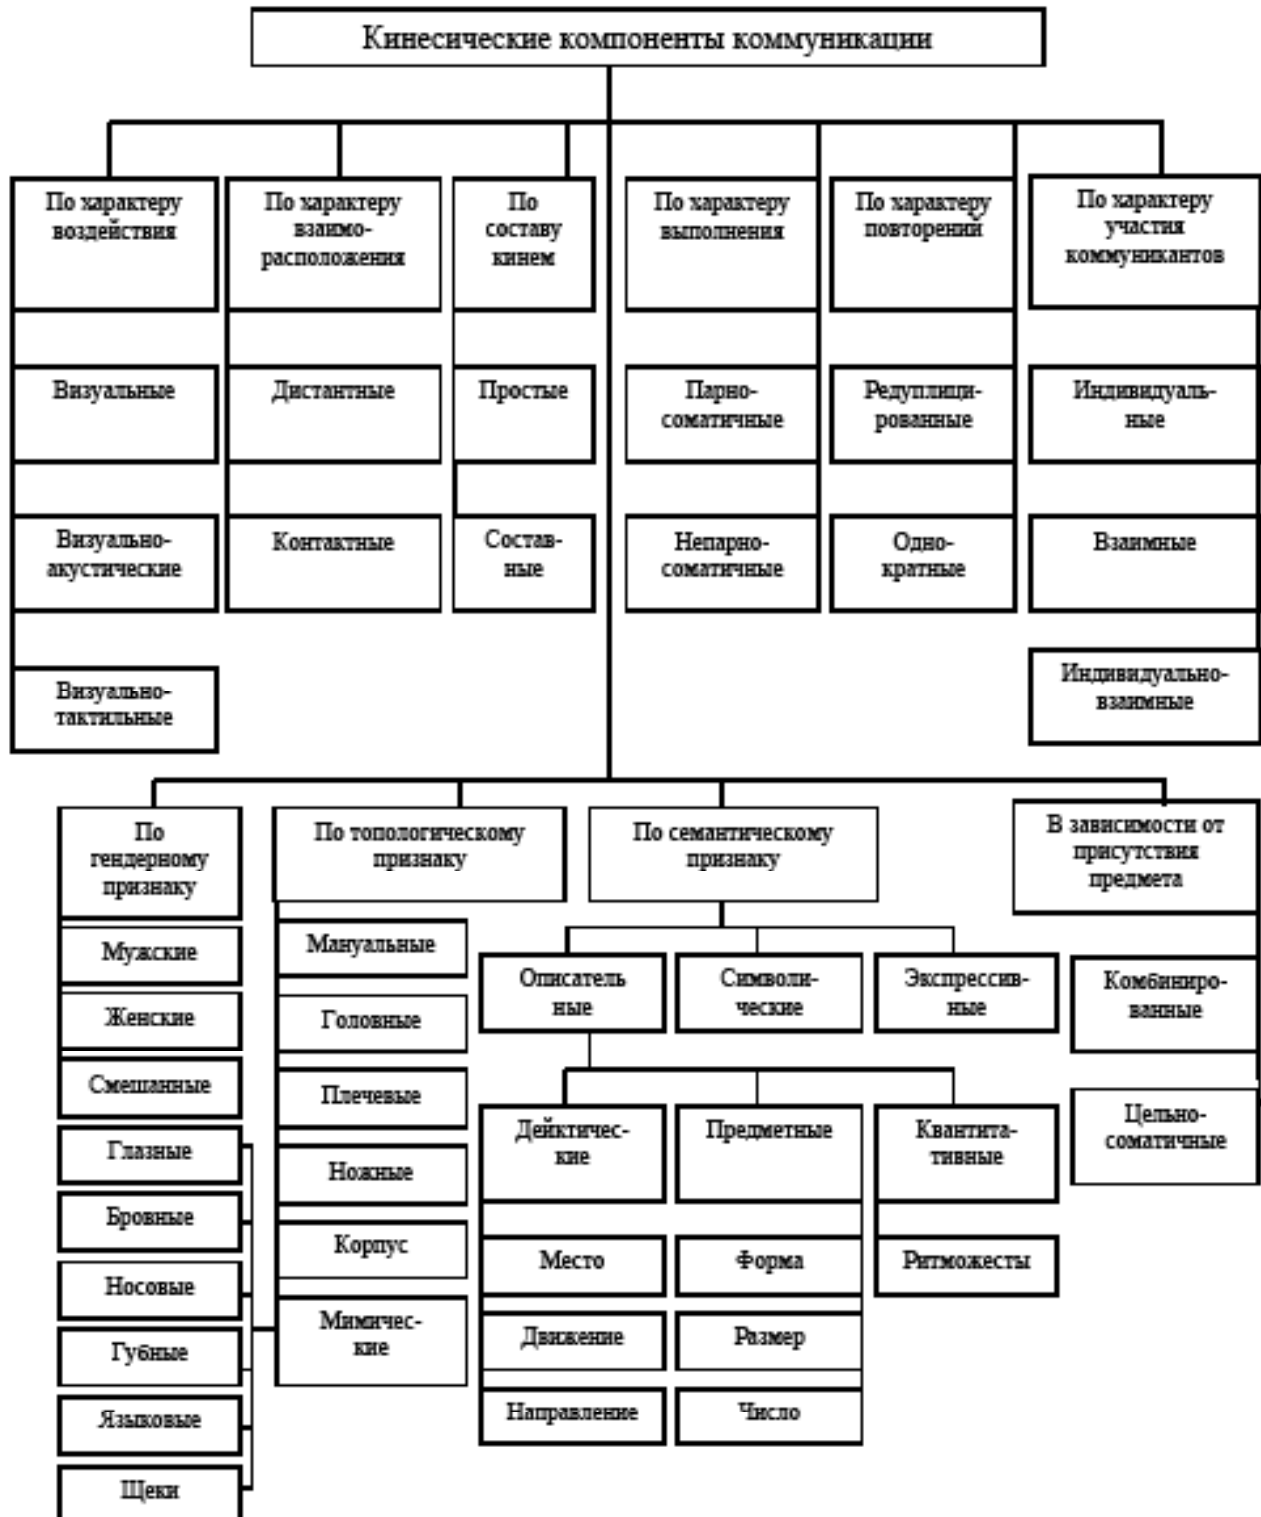 Кинесические компоненты коммуникации
По характеру
воздействия
По характеру
взаимо-
расположения
По
составу
кинем
По характеру
выполнения
По характеру
повторений
По характеру
участия
коммуникантов
Визуальные
Дистантные
Простые
Парно-
соматичные
Редуплици-
рованные
Индивидуаль-
ные
Визуально-
акустические
Контактные
Состав-
ные
Непарно-
соматичные
Одно-
кратные
Взаимные
Визуально-
тактильные
Индивидуально-
взаимные
По
гендерному
признаку
По топологическому
признаку
По семантическому
признаку
В зависимости от
присутствия
предмета
Мужские
Женские
Смешанные
Глазные
Бровные
Носовые
Губные
Языковые
Щеки
Мануальные
Головные
Плечевые
Ножные
Корпус
Мимичес-
кие
Описатель
ные
Символи-
ческие
Экспрессив-
ные
Дейктичес-
кие
Предметные
Квантита-
тивные
Место
Форма
Ритможесты
Движение
Размер
Направление
Число
Комбиниро-
ванные
Цельно-
соматичные